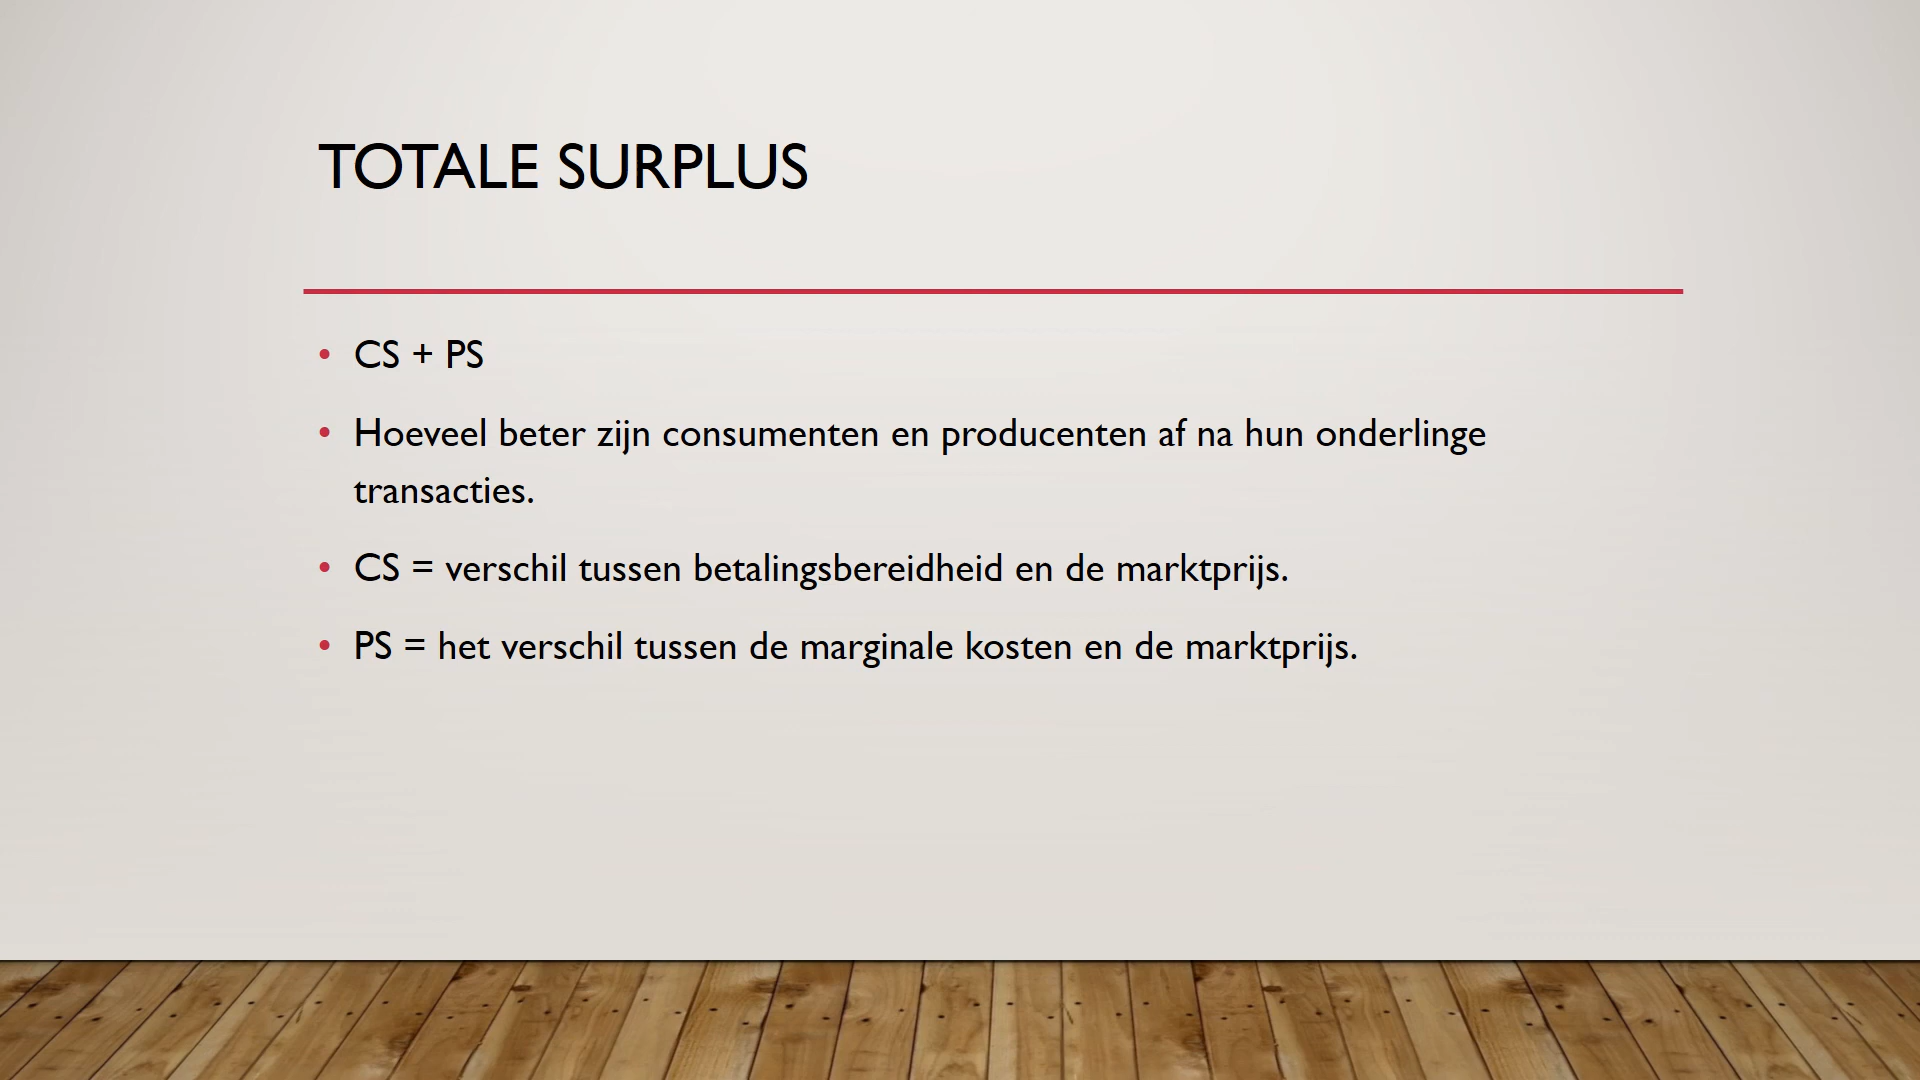 TOTALE SURPLUS
• CS + PS
• Hoeveel beter zijn consumenten en producenten af na hun onderlinge
transacties.
• CS = verschil tussen betalingsbereidheid en de marktprijs.
• PS = het verschil tussen de marginale kosten en de marktprijs.